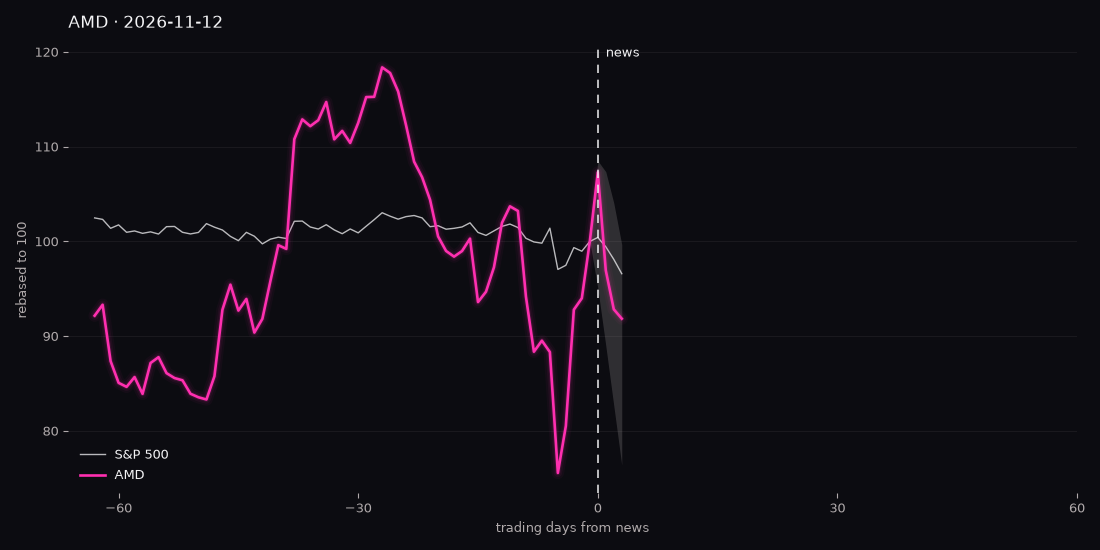 AMD · 2026-11-12
120
110
100
90
80
rebased to 100
news
S&P 500
AMD
−60
−30
0
30
60
trading days from news